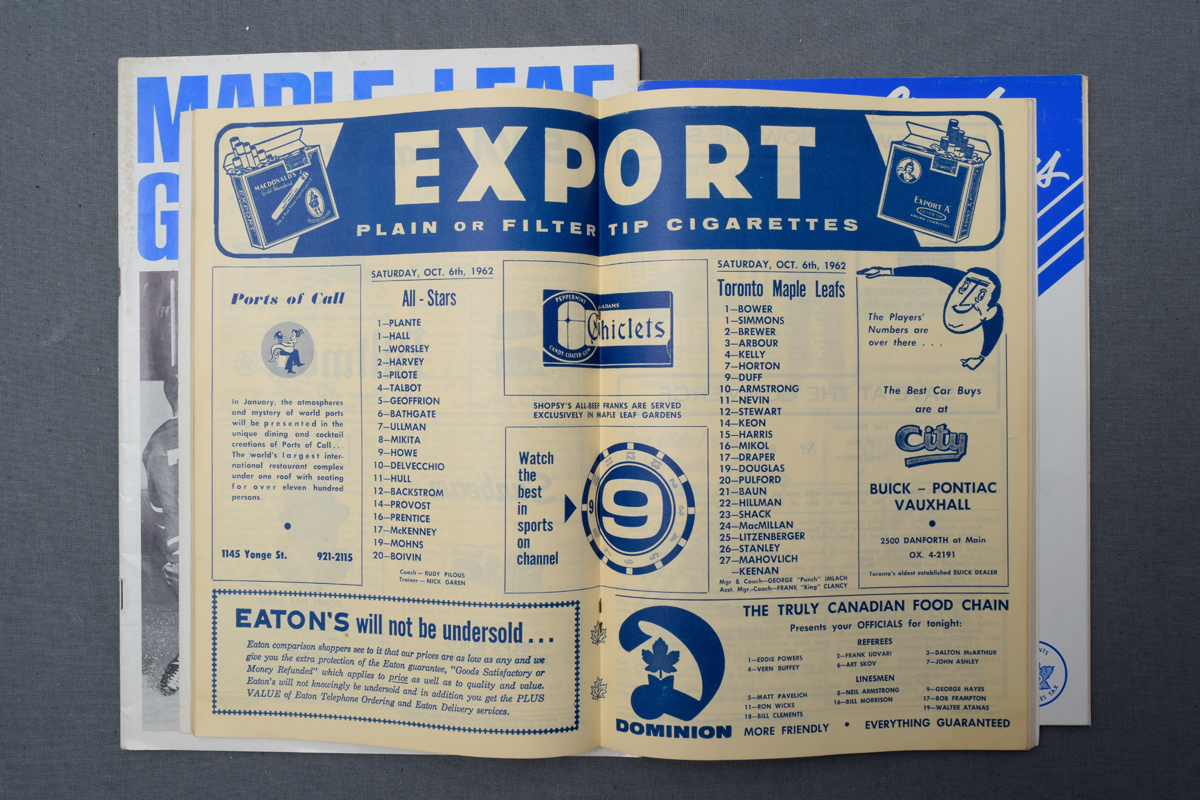 MAPLE LEAF
G
EXPORT
PLAIN OR FILTER TIP CIGARETTES
MACDONALD'S
Gold Standard
EXPORT
EXPORT "A"
Ports of Call
In January, the atmospheres
and mystery of world ports
will be presented in the
unique dining and cocktail
creations of Ports of Call...
The world's largest inter-
national restaurant complex
under one roof with seating
for over eleven hundred
persons.
1145 Yonge St. 921-2115
SATURDAY, OCT. 6th, 1962
All - Stars
1—PLANTE
1—HALL
1—WORSLEY
2—HARVEY
3—PILOTE
4—TALBOT
5—GEOFFRION
6—BATHGATE
7—ULLMAN
8—MIKITA
9—HOWE
10—DELVECCHIO
11—HULL
12—BACKSTROM
14—PROVOST
16—PRENTICE
17—McKENNEY
19—MOHNS
20—BOIVIN
Coach — RUDY PILOUS
Trainer — NICK GAREN
PEPPERMINT
CANDY COATED GUM
ADAMS
Chiclets
SHOPSY'S ALL-BEEF FRANKS ARE SERVED
EXCLUSIVELY IN MAPLE LEAF GARDENS
Watch
the
best
in
sports
on
channel
9
SATURDAY, OCT. 6th, 1962
Toronto Maple Leafs
1—BOWER
1—SIMMONS
2—BREWER
3—ARBOUR
4—KELLY
7—HORTON
9—DUFF
10—ARMSTRONG
11—NEVIN
12—STEWART
14—KEON
15—HARRIS
16—MIKOL
17—DRAPER
19—DOUGLAS
20—PULFORD
21—BAUN
22—HILLMAN
23—SHACK
24—MacMILLAN
25—LITZENBERGER
26—STANLEY
27—MAHOVLICH
—KEENAN
Mgr & Coach—GEORGE "Punch" IMLACH
Asst. Mgr.-Coach—FRANK "King" CLANCY
The Players'
Numbers are
over there . . .
The Best Car Buys
are at
City
BUICK – PONTIAC
VAUXHALL
2500 DANFORTH at Main
OX. 4-2191
Toronto's oldest established BUICK DEALER
EATON'S will not be undersold...
Eaton comparison shoppers see to it that our prices are as low as any and we
give you the extra protection of the Eaton guarantee, "Goods Satisfactory or
Money Refunded" which applies to price as well as to quality and value.
Eaton's will not knowingly be undersold and in addition you get the PLUS
VALUE of Eaton Telephone Ordering and Eaton Delivery services.
DOMINION
THE TRULY CANADIAN FOOD CHAIN
Presents your OFFICIALS for tonight:
REFEREES
1—EDDIE POWERS 2—FRANK UDVARI 3—DALTON McARTHUR
4—VERN BUFFEY 6—ART SKOV 7—JOHN ASHLEY
LINESMEN
5—MATT PAVELICH 8—NEIL ARMSTRONG 9—GEORGE HAYES
11—RON WICKS 16—BILL MORRISON 17—BOB FRAMPTON
18—BILL CLEMENTS 19—WALTER ATANAS
MORE FRIENDLY • EVERYTHING GUARANTEED